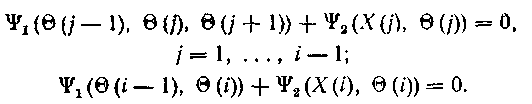 Ψ₁(Θ(j — 1), Θ(j), Θ(j + 1)) + Ψ₂(X(j), Θ(j)) = 0,
j = 1, ..., i — 1;
Ψ₁(Θ(i — 1), Θ(i)) + Ψ₂(X(i), Θ(i)) = 0.